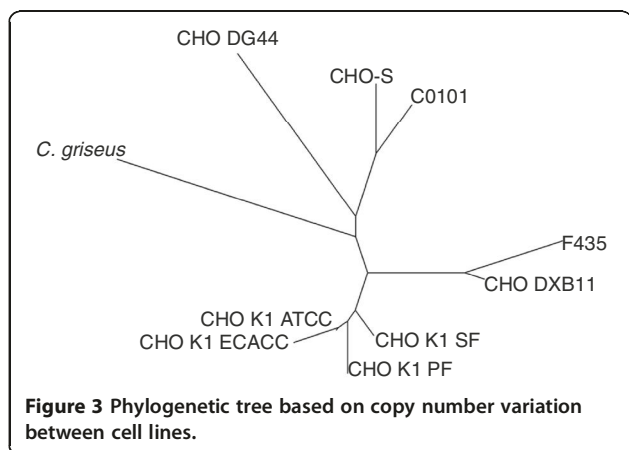 CHO DG44
CHO-S
C0101
C. griseus
F435
CHO DXB11
CHO K1 ATCC
CHO K1 SF
CHO K1 ECACC
CHO K1 PF
Figure 3 Phylogenetic tree based on copy number variation
between cell lines.